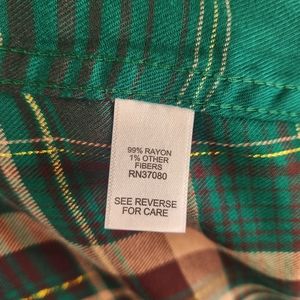 99% RAYON
1% OTHER
FIBERS
RN37080
SEE REVERSE
FOR CARE